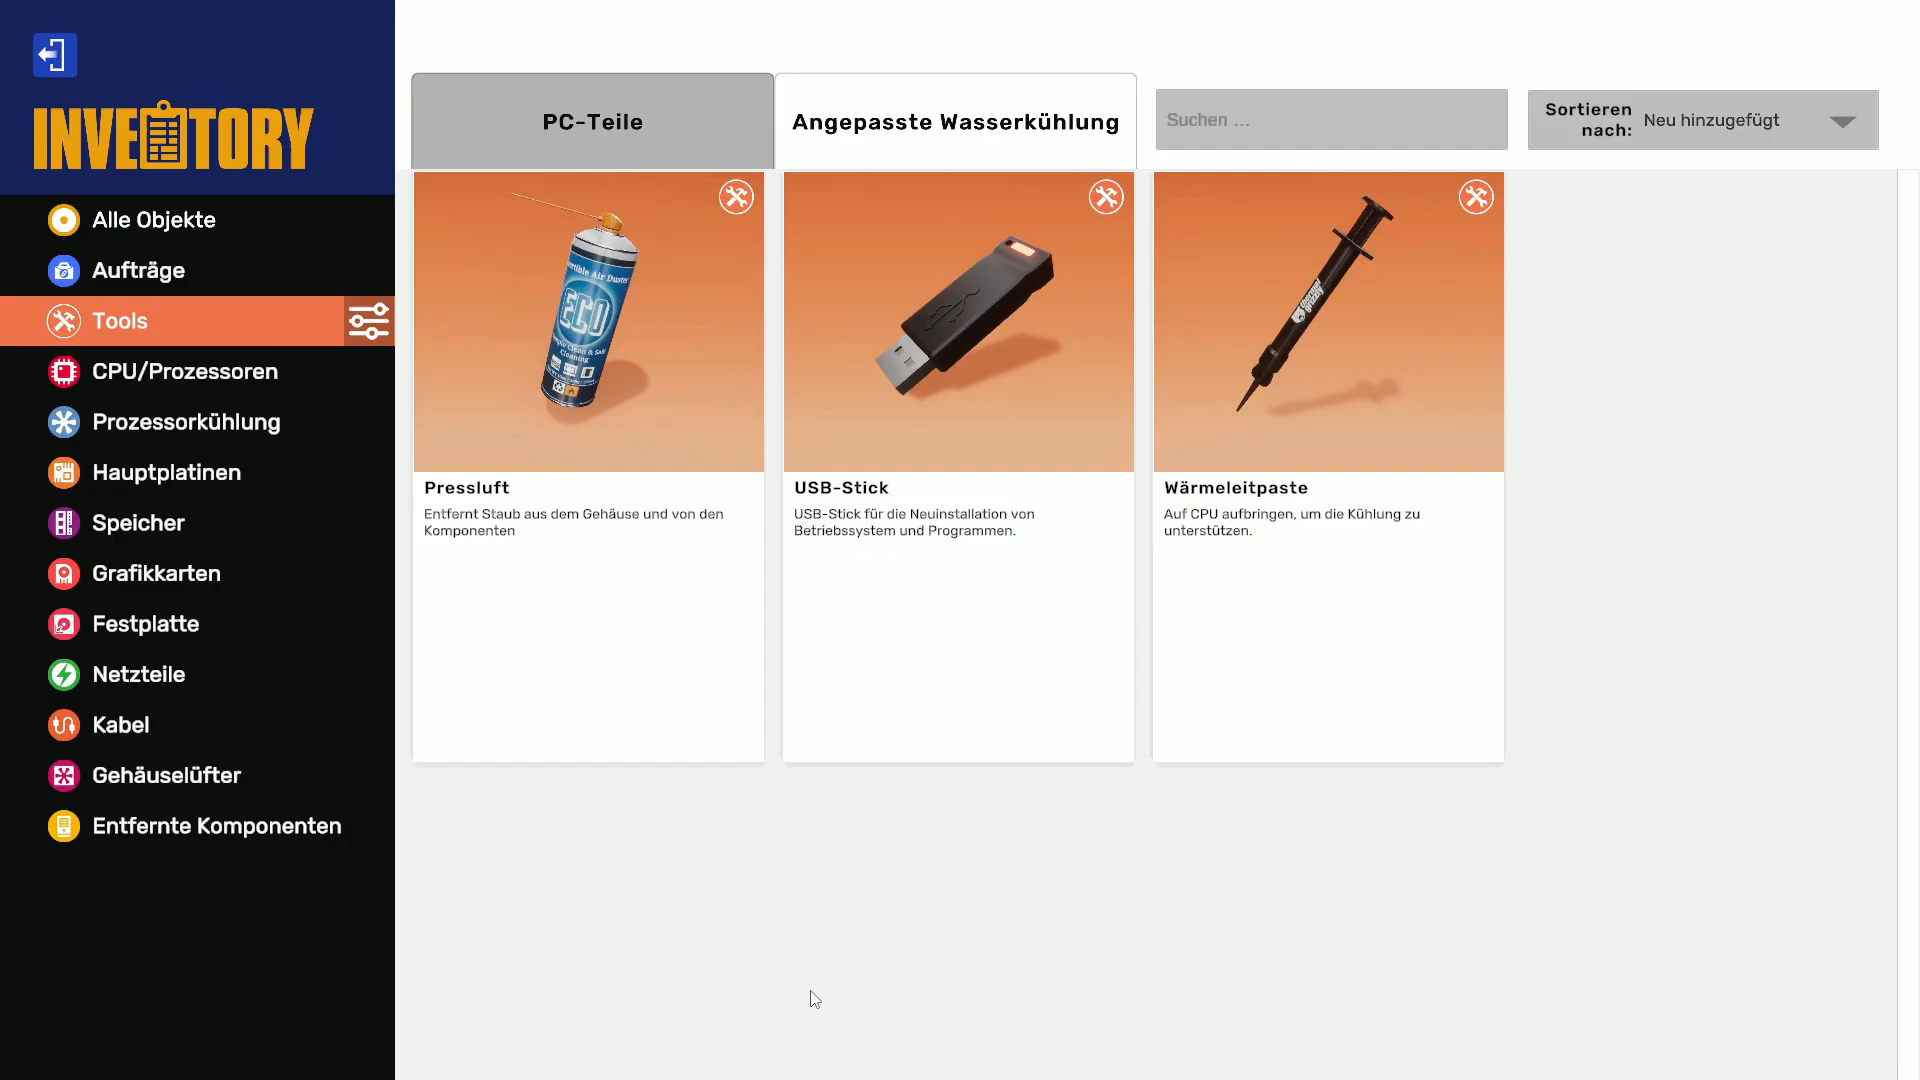 INVENTORY
Alle Objekte
Aufträge
Tools
CPU/Prozessoren
Prozessorkühlung
Hauptplatinen
Speicher
Grafikkarten
Festplatte
Netzteile
Kabel
Gehäuselüfter
Entfernte Komponenten
PC-Teile
Angepasste Wasserkühlung
Suchen ...
Sortieren
nach:
Neu hinzugefügt
ECO
Pressluft
Entfernt Staub aus dem Gehäuse und von den
Komponenten
USB-Stick
USB-Stick für die Neuinstallation von
Betriebssystem und Programmen.
Wärmeleitpaste
Auf CPU aufbringen, um die Kühlung zu
unterstützen.